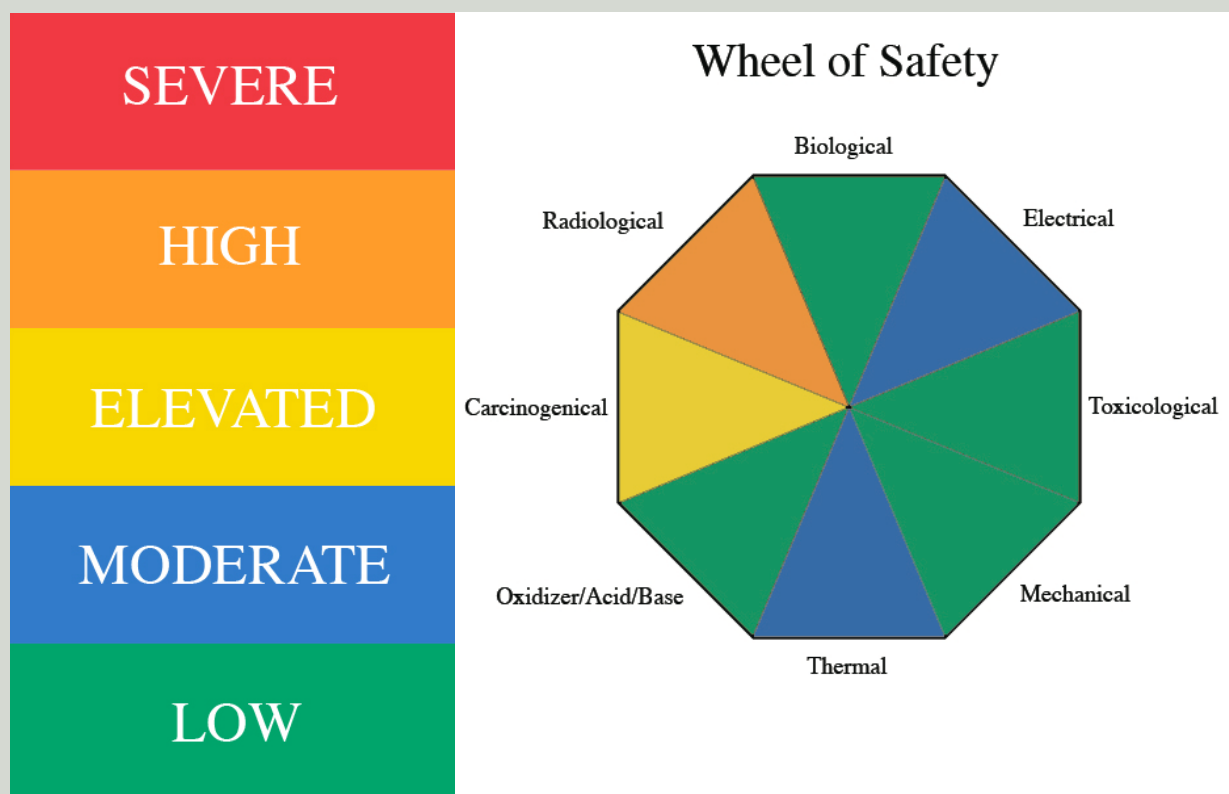 SEVERE
HIGH
ELEVATED
MODERATE
LOW
Wheel of Safety
Biological
Radiological
Electrical
Carcinogenical
Toxicological
Oxidizer/Acid/Base
Mechanical
Thermal